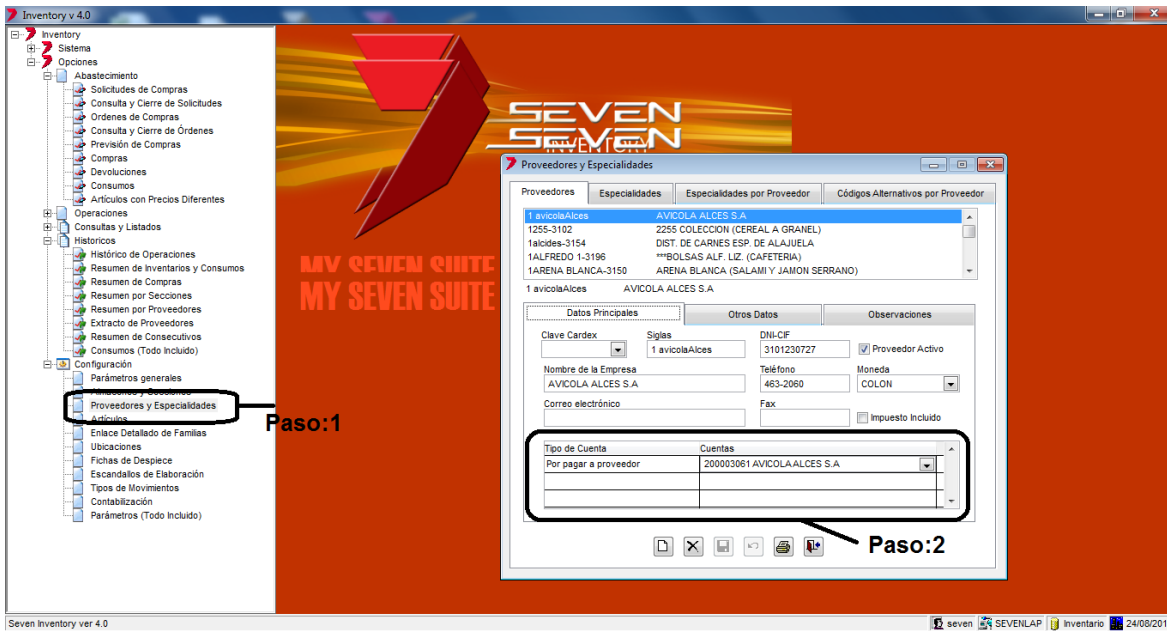 Inventory v 4.0
Inventory
Sistema
Opciones
Abastecimiento
Solicitudes de Compras
Consulta y Cierre de Solicitudes
Ordenes de Compras
Consulta y Cierre de Órdenes
Previsión de Compras
Compras
Devoluciones
Consumos
Artículos con Precios Diferentes
Operaciones
Consultas y Listados
Historicos
Histórico de Operaciones
Resumen de Inventarios y Consumos
Resumen de Compras
Resumen por Secciones
Resumen por Proveedores
Extracto de Proveedores
Resumen de Consecutivos
Consumos (Todo Incluido)
Configuración
Parámetros generales
Almacenes y Secciones
Proveedores y Especialidades
Artículos
Enlace Detallado de Familias
Ubicaciones
Fichas de Despiece
Escandallos de Elaboración
Tipos de Movimientos
Contabilización
Parámetros (Todo Incluido)
Paso:1
SEVEN
SEVEN
INVENTORY
MY SEVEN SUITE
MY SEVEN SUITE
Proveedores y Especialidades
Proveedores Especialidades Especialidades por Proveedor Códigos Alternativos por Proveedor
1 avicolaAlces AVICOLA ALCES S.A
1255-3102 2255 COLECCION (CEREAL A GRANEL)
1alcides-3154 DIST. DE CARNES ESP. DE ALAJUELA
1ALFREDO 1-3196 ***BOLSAS ALF. LIZ. (CAFETERIA)
1ARENA BLANCA-3150 ARENA BLANCA (SALAMI Y JAMON SERRANO)
1 avicolaAlces AVICOLA ALCES S.A
Datos Principales Otros Datos Observaciones
Clave Cardex Siglas DNI-CIF
1 avicolaAlces 3101230727 Proveedor Activo
Nombre de la Empresa Teléfono Moneda
AVICOLA ALCES S.A 463-2060 COLON
Correo electrónico Fax
Impuesto Incluido
Tipo de Cuenta Cuentas
Por pagar a proveedor 200003061 AVICOLA ALCES S.A
Paso:2
Seven Inventory ver 4.0 seven SEVENLAP Inventario 24/08/201